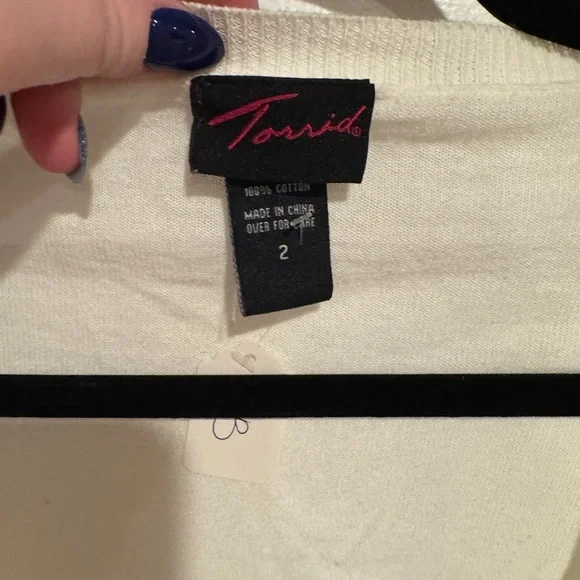 Torrid®
100% COTTON
MADE IN CHINA
OVER FOR CARE
2